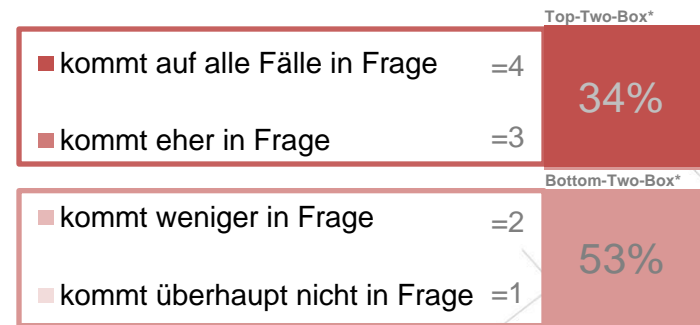 Top-Two-Box*
kommt auf alle Fälle in Frage =4
34%
kommt eher in Frage =3
Bottom-Two-Box*
kommt weniger in Frage =2
53%
kommt überhaupt nicht in Frage =1